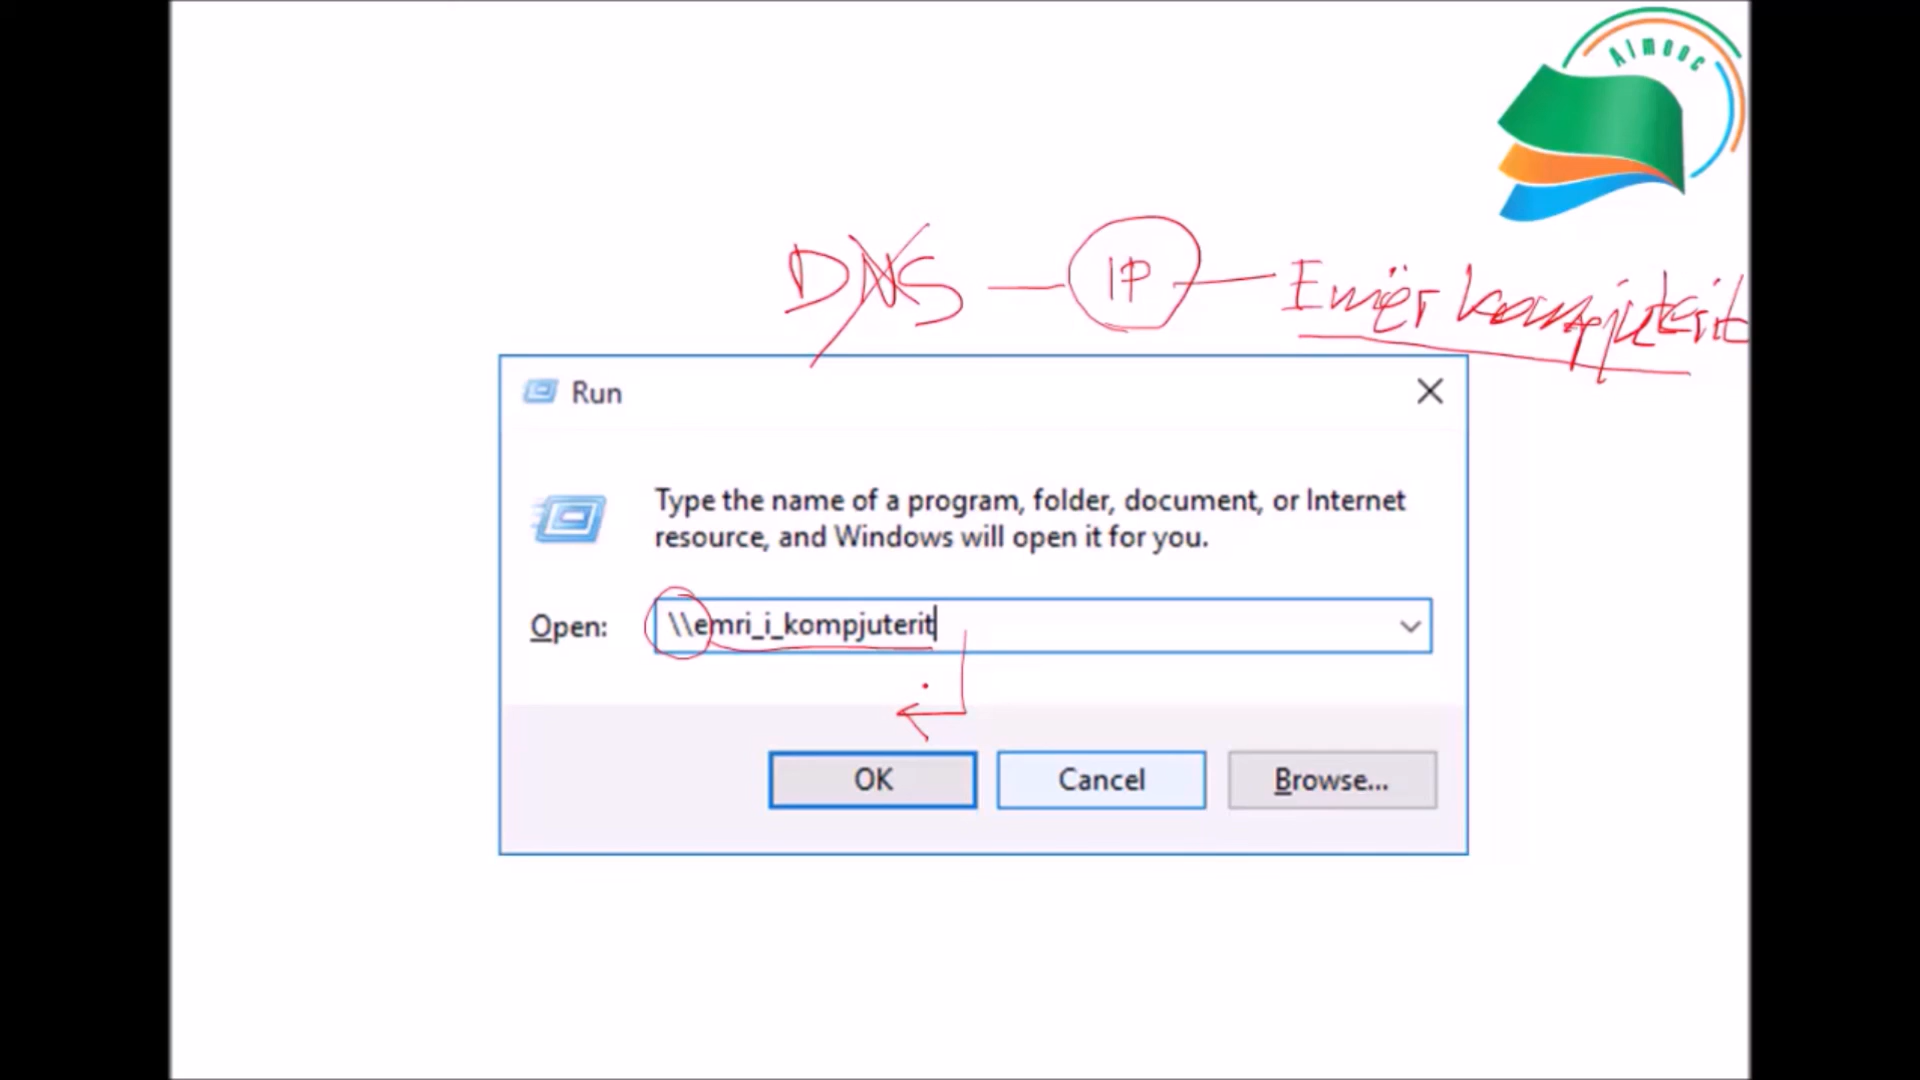 Almooc
DNS — IP — Emër kompjuterit
Run
Type the name of a program, folder, document, or Internet
resource, and Windows will open it for you.
Open: \\emri_i_kompjuterit
OK Cancel Browse...